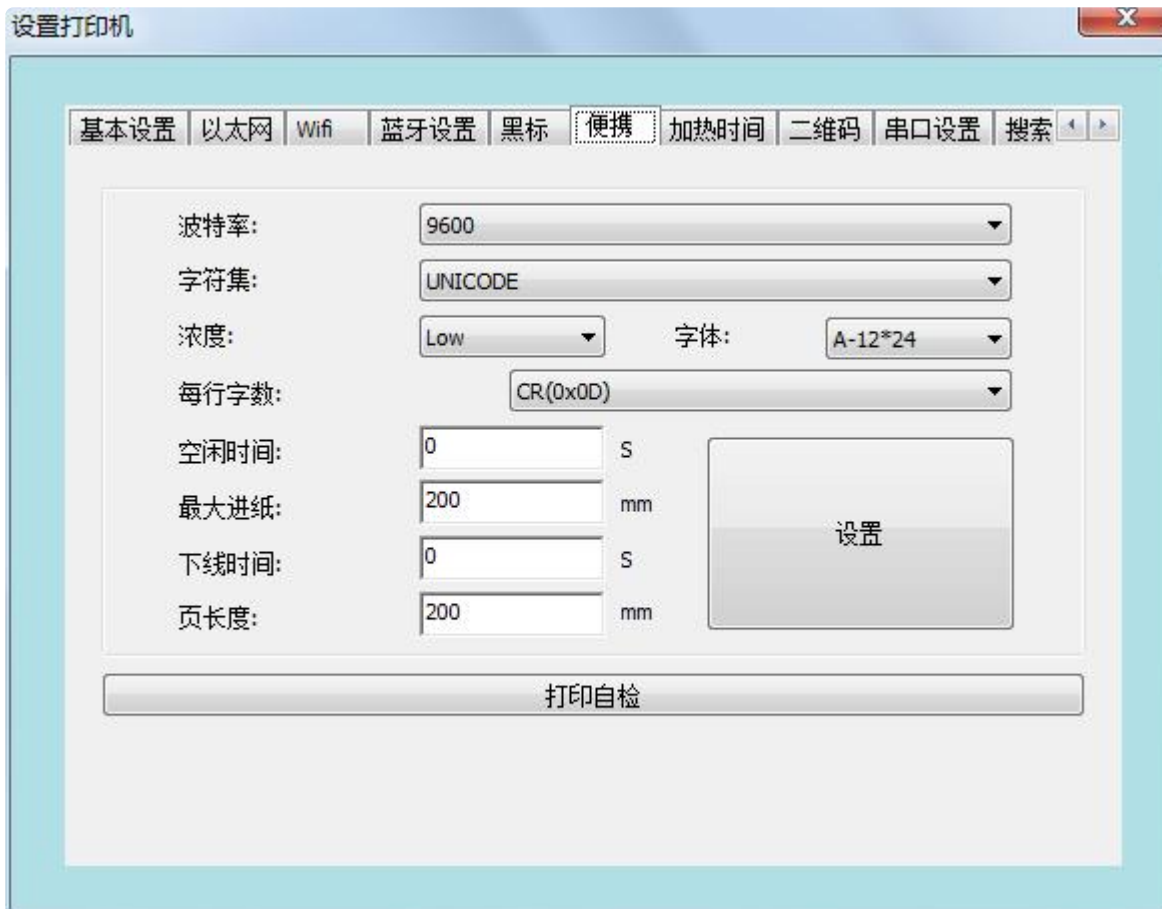 设置打印机
基本设置 以太网 Wifi 蓝牙设置 黑标 便携 加热时间 二维码 串口设置 搜索
波特率: 9600
字符集: UNICODE
浓度: Low 字体: A-12*24
每行字数: CR(0x0D)
空闲时间: 0 S
最大进纸: 200 mm
设置
下线时间: 0 S
页长度: 200 mm
打印自检